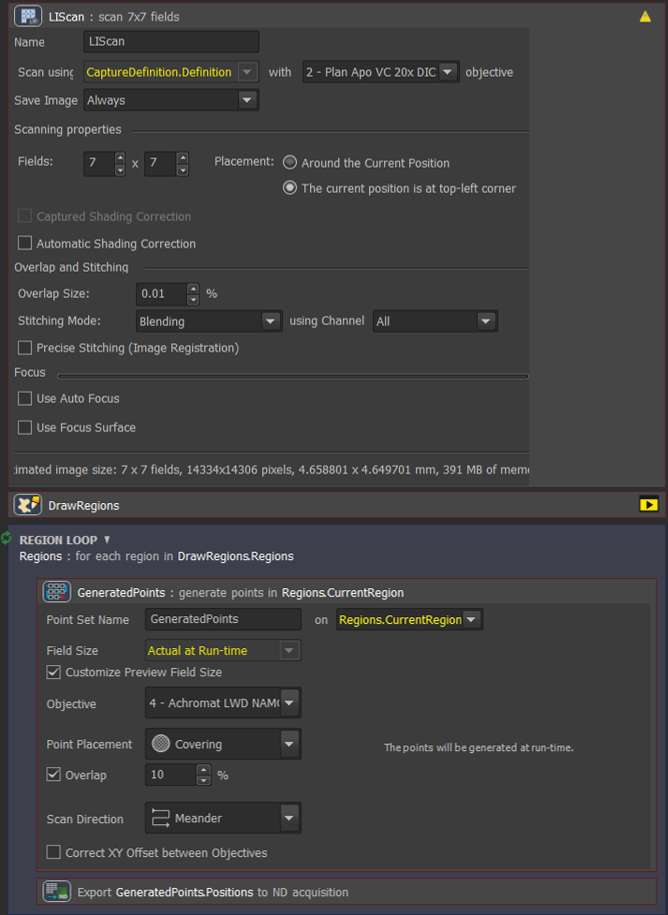 LIScan : scan 7x7 fields
Name LIScan
Scan using CaptureDefinition.Definition with 2 - Plan Apo VC 20x DIC objective
Save Image Always
Scanning properties
Fields: 7 x 7 Placement: Around the Current Position
The current position is at top-left corner
Captured Shading Correction
Automatic Shading Correction
Overlap and Stitching
Overlap Size: 0.01 %
Stitching Mode: Blending using Channel All
Precise Stitching (Image Registration)
Focus
Use Auto Focus
Use Focus Surface
imated image size: 7 x 7 fields, 14334x14306 pixels, 4.658801 x 4.649701 mm, 391 MB of mem
DrawRegions
REGION LOOP
Regions : for each region in DrawRegions.Regions
GeneratedPoints : generate points in Regions.CurrentRegion
Point Set Name GeneratedPoints on Regions.CurrentRegion
Field Size Actual at Run-time
Customize Preview Field Size
Objective 4 - Achromat LWD NAM
Point Placement Covering
The points will be generated at run-time.
Overlap 10 %
Scan Direction Meander
Correct XY Offset between Objectives
Export GeneratedPoints.Positions to ND acquisition